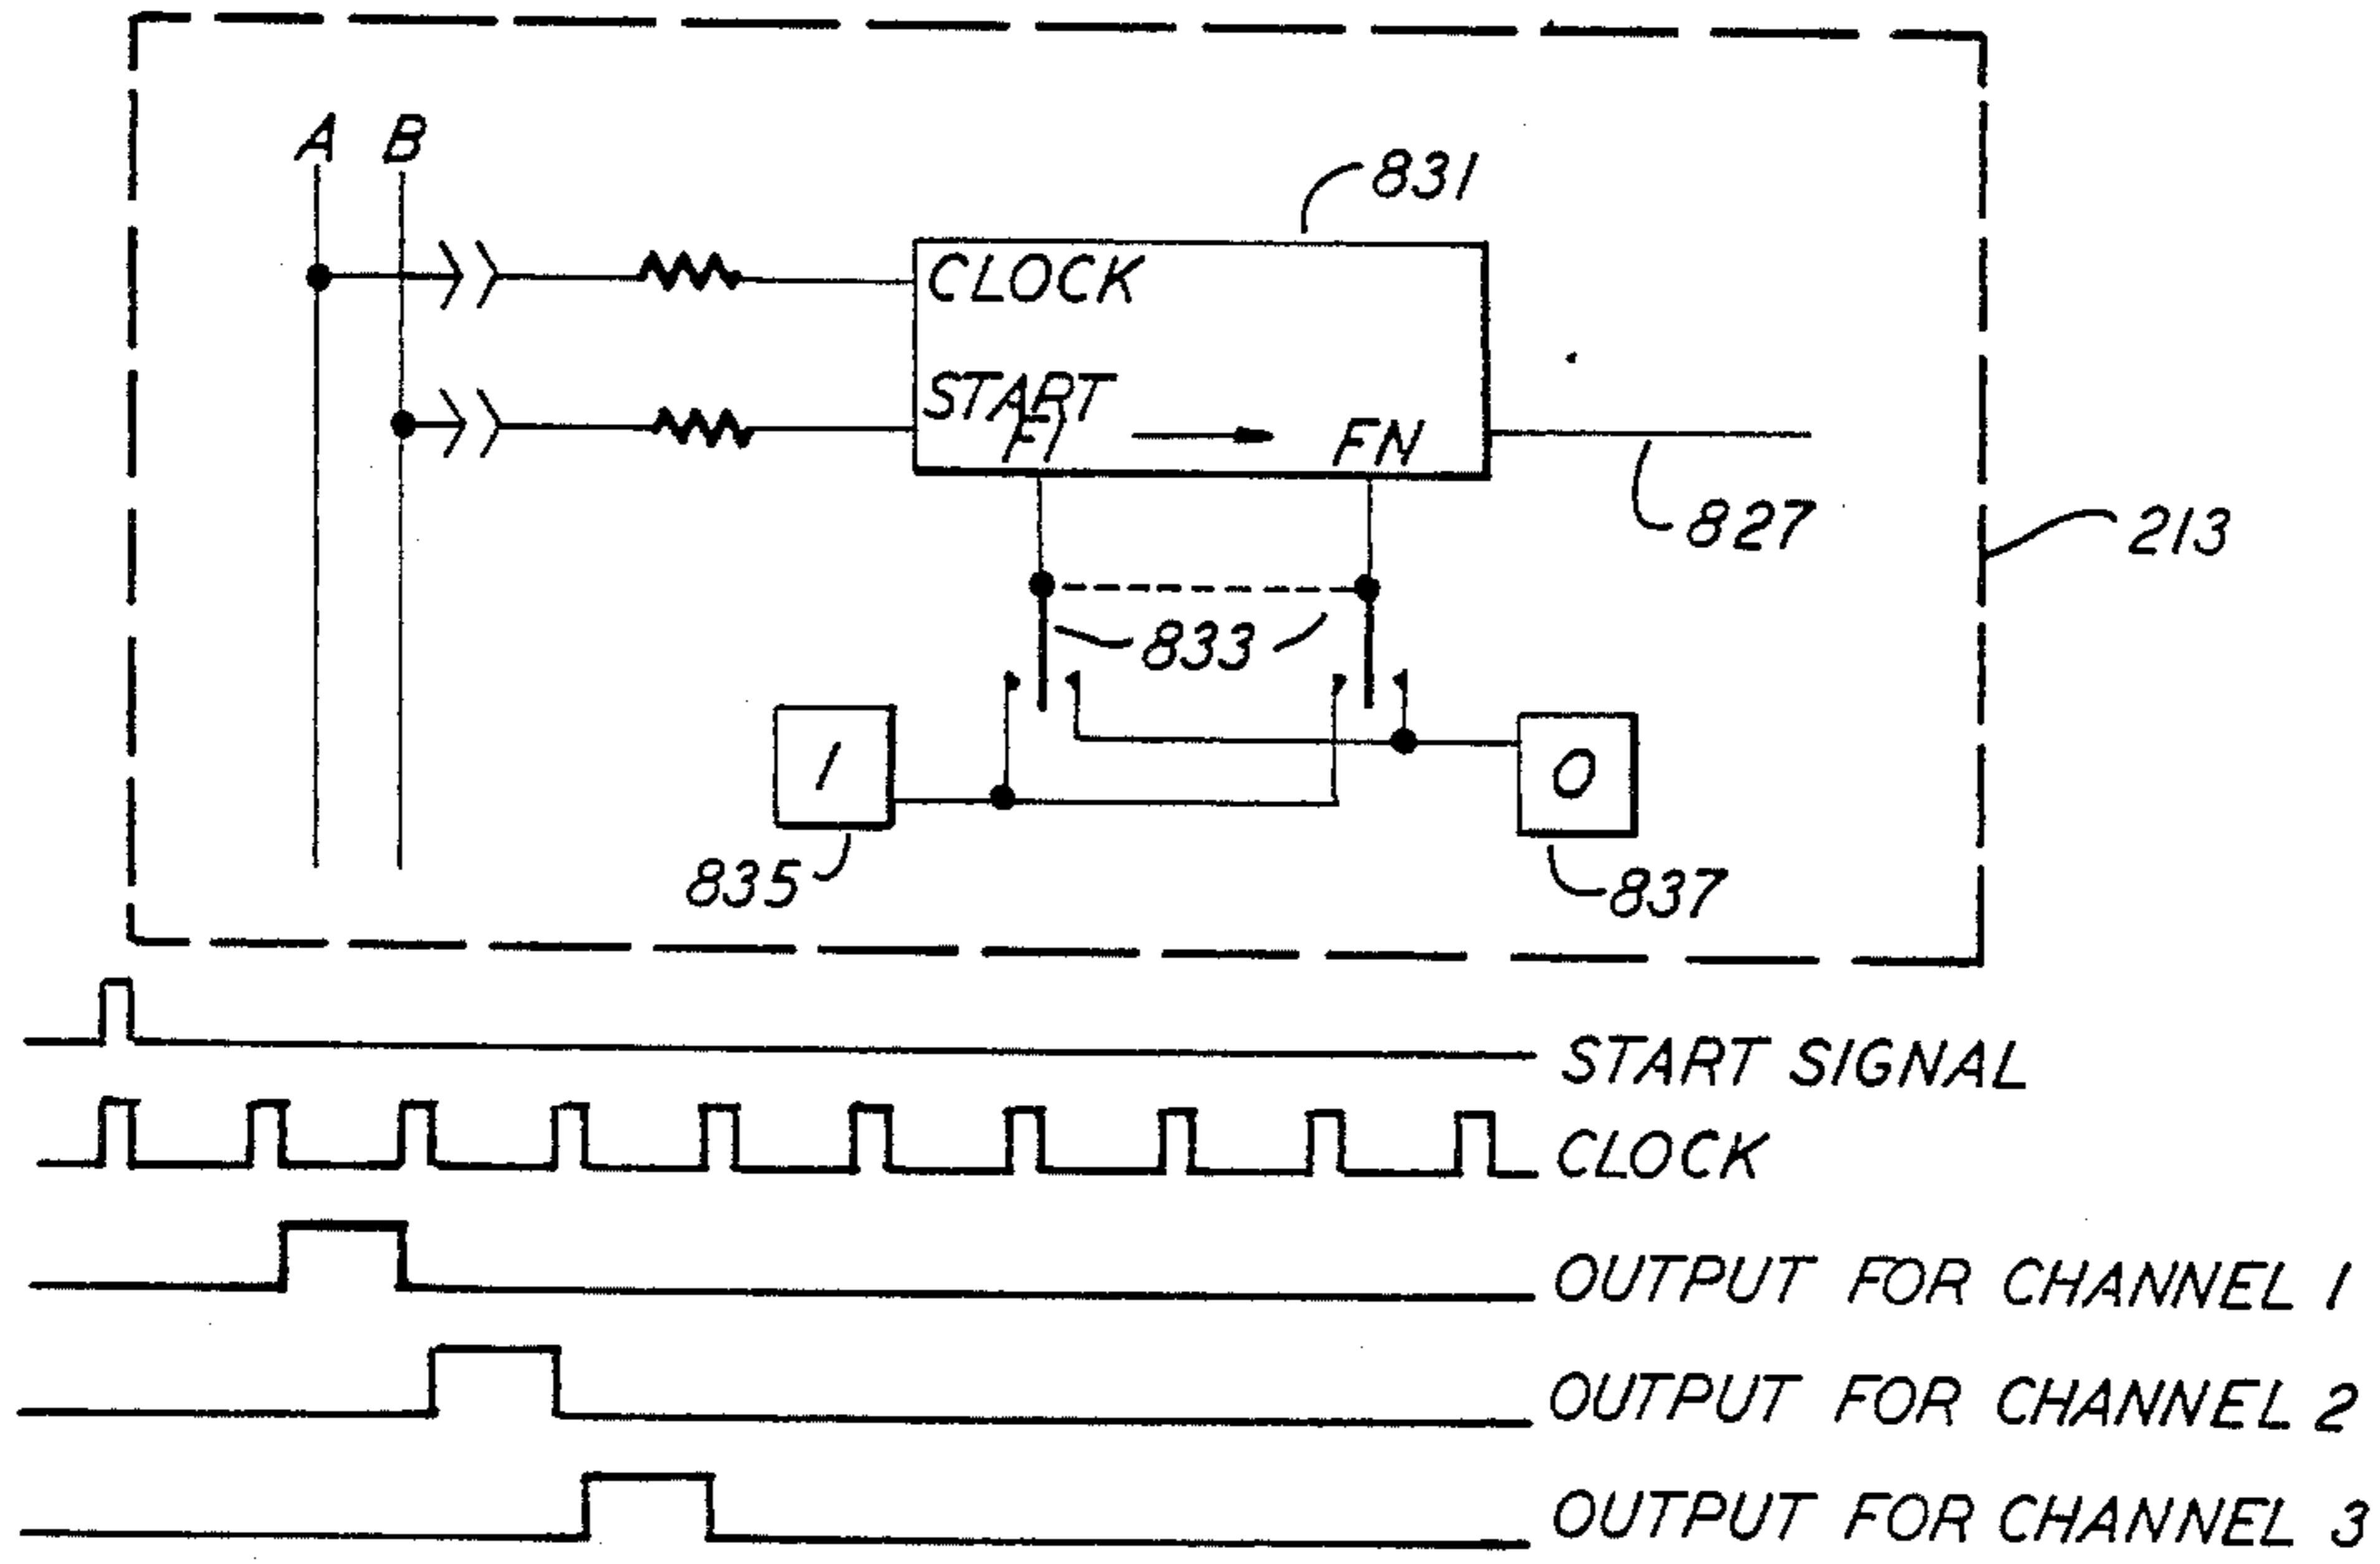 A B
831
CLOCK
START
F1 FN
827
213
833
1
0
835
837
START SIGNAL
CLOCK
OUTPUT FOR CHANNEL 1
OUTPUT FOR CHANNEL 2
OUTPUT FOR CHANNEL 3